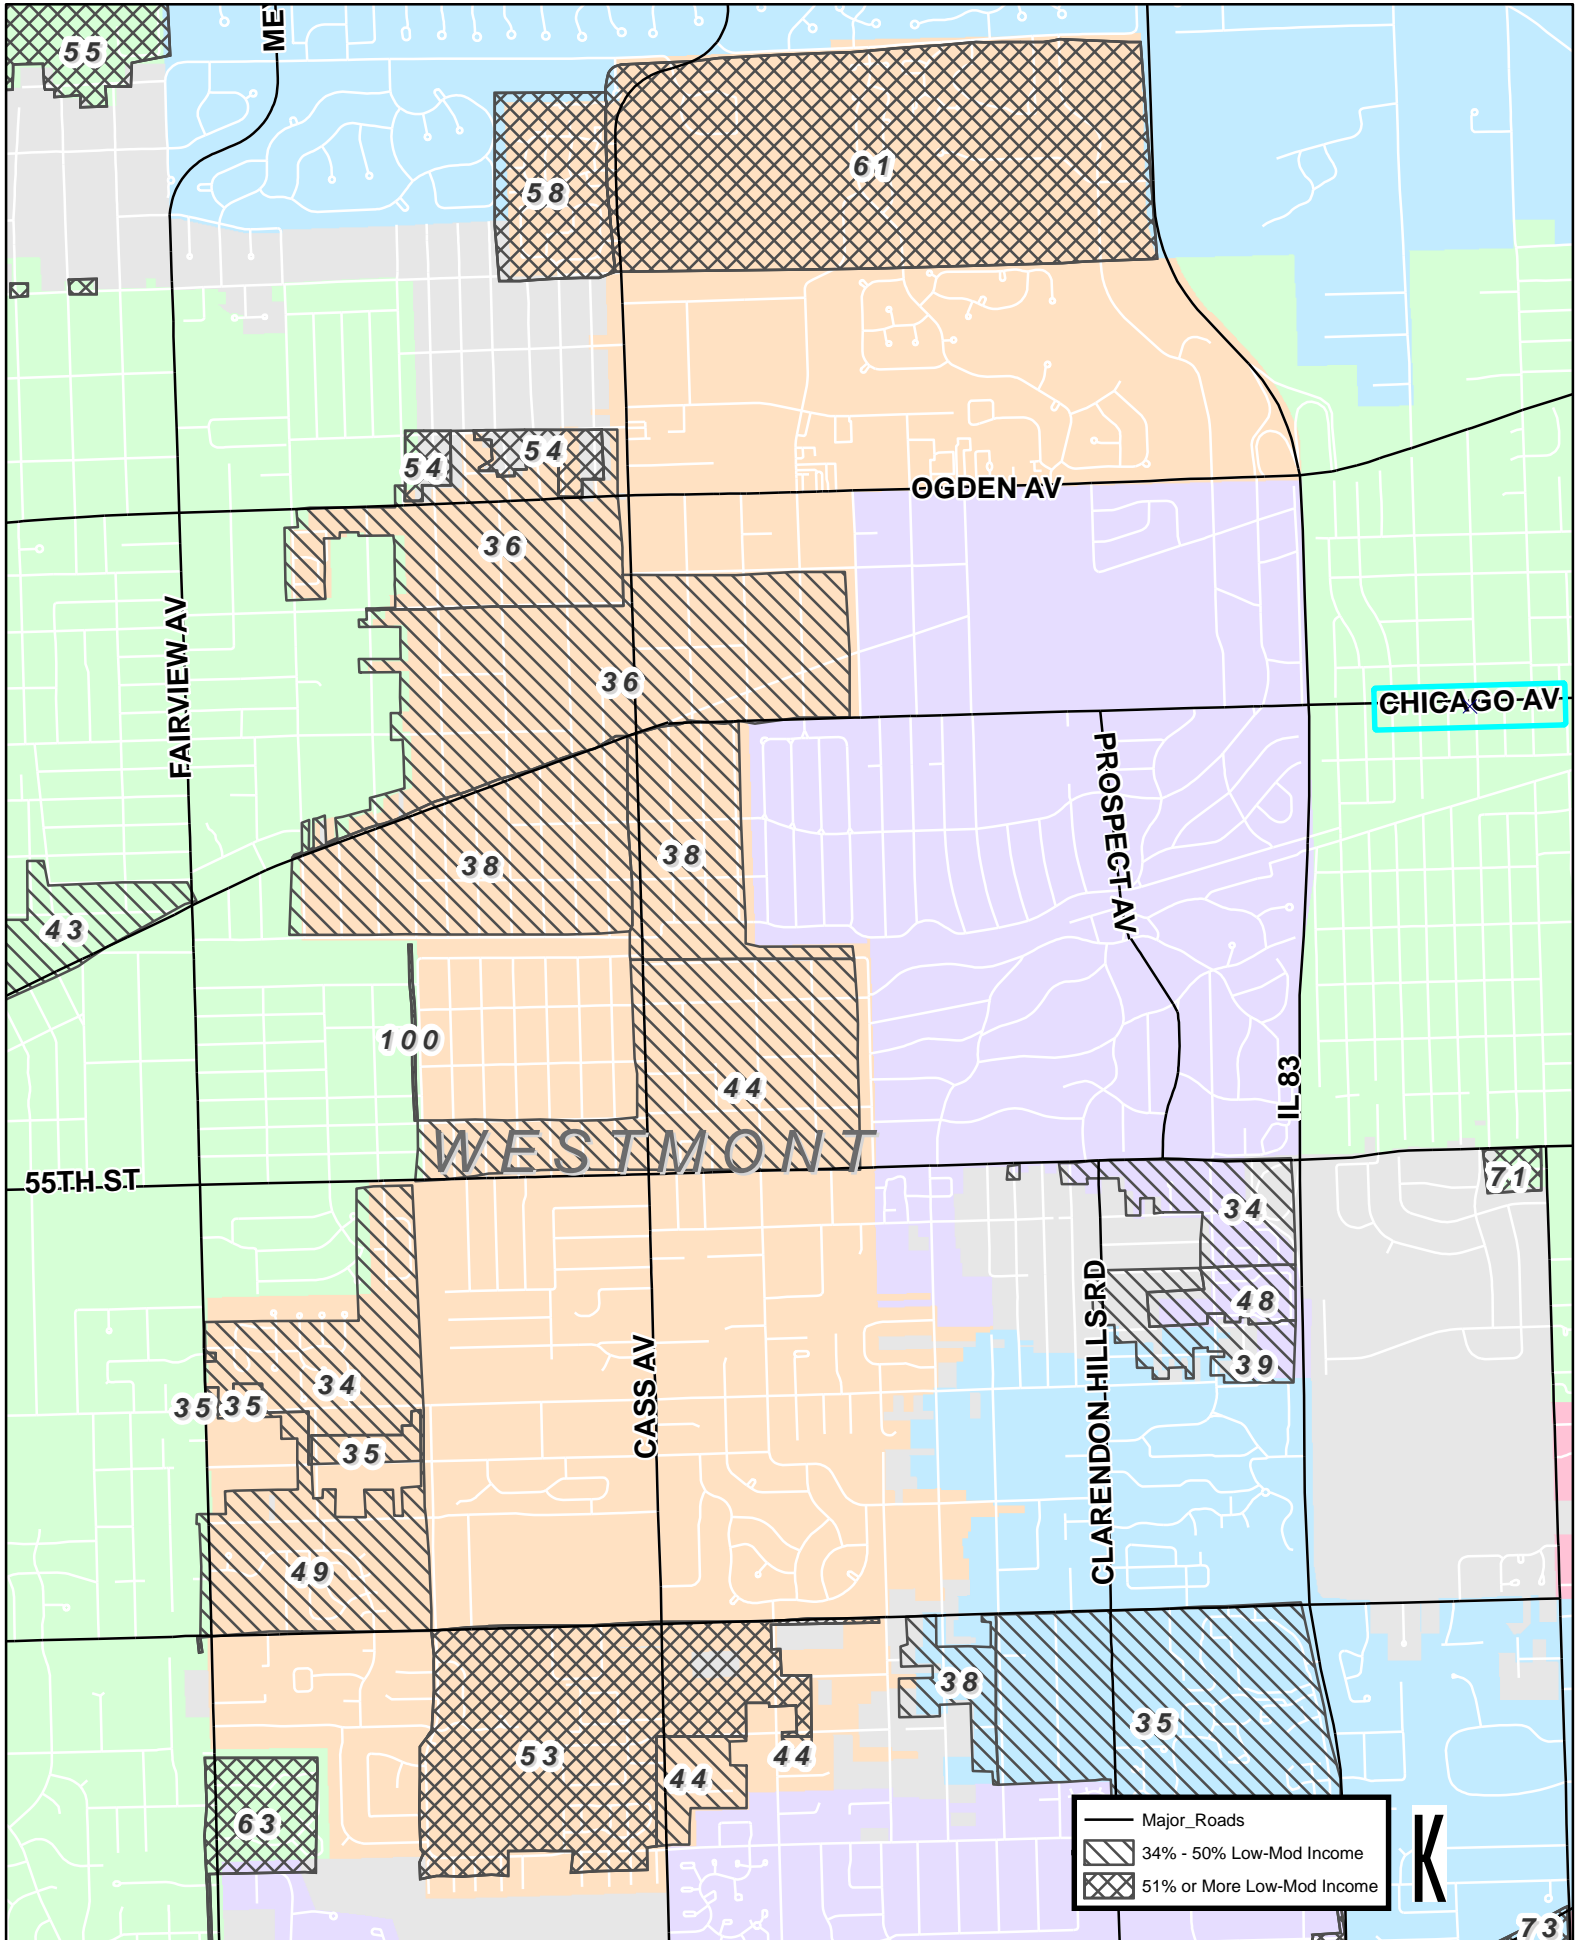 ME
55
61
58
54
54
OGDEN AV
36
FAIRVIEW AV
36
CHICAGO AV
PROSPECT AV
38
38
43
100
44
IL 83
WESTMONT
55TH ST
71
34
CLARENDON HILLS RD
48
39
CASS AV
34
35
35
35
49
38
35
53
44
44
63
Major_Roads
34% - 50% Low-Mod Income
51% or More Low-Mod Income
K
73